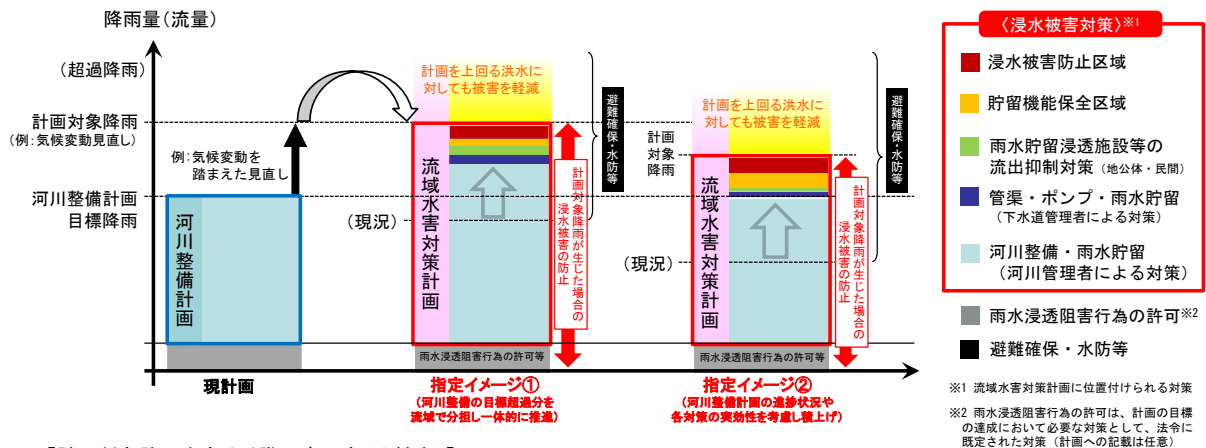 降雨量(流量)
(超過降雨)
計画対象降雨
(例:気候変動見直し)
河川整備計画
目標降雨
例:気候変動を
踏まえた見直し
河川整備計画
現計画
計画を上回る洪水に
対しても被害を軽減
流域水害対策計画
(現況)
計画対象降雨が生じた場合の
浸水被害の防止
避難確保・水防等
雨水浸透阻害行為の許可等
指定イメージ①
(河川整備の目標超過分を
流域で分担し一体的に推進)
計画を上回る洪水に
対しても被害を軽減
計画
対象
降雨
流域水害対策計画
(現況)
計画対象降雨が生じた場合の
浸水被害の防止
避難確保・水防等
雨水浸透阻害行為の許可等
指定イメージ②
(河川整備計画の進捗状況や
各対策の実効性を考慮し積上げ)
〈浸水被害対策〉※1
浸水被害防止区域
貯留機能保全区域
雨水貯留浸透施設等の
流出抑制対策(地公体・民間)
管渠・ポンプ・雨水貯留
(下水道管理者による対策)
河川整備・雨水貯留
(河川管理者による対策)
雨水浸透阻害行為の許可※2
避難確保・水防等
※1 流域水害対策計画に位置付けられる対策
※2 雨水浸透阻害行為の許可は、計画の目標
の達成において必要な対策として、法令に
既定された対策(計画への記載は任意)